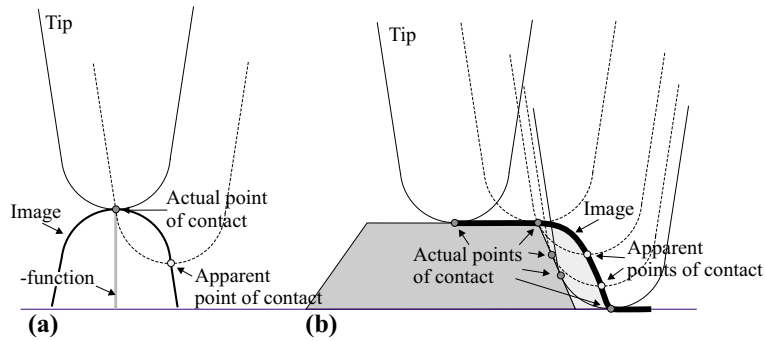 Tip
Actual point
of contact
Image
-function
Apparent
point of contact
(a)
Tip
Image
Actual points
of contact
Apparent
points of contact
(b)